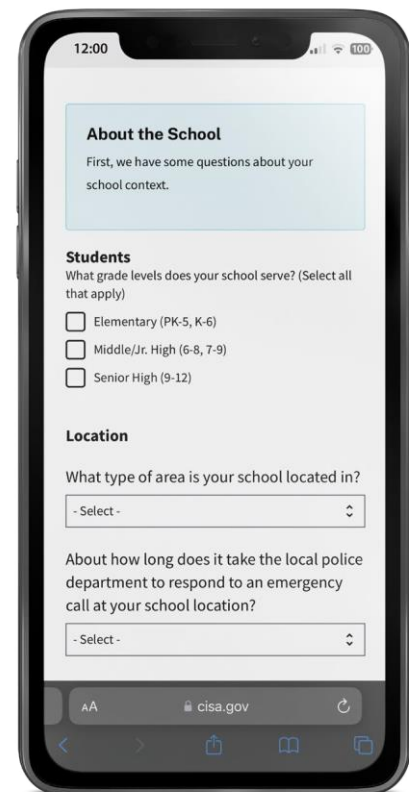 12:00
100
About the School
First, we have some questions about your
school context.
Students
What grade levels does your school serve? (Select all
that apply)
Elementary (PK-5, K-6)
Middle/Jr. High (6-8, 7-9)
Senior High (9-12)
Location
What type of area is your school located in?
- Select -
About how long does it take the local police
department to respond to an emergency
call at your school location?
- Select -
AA cisa.gov